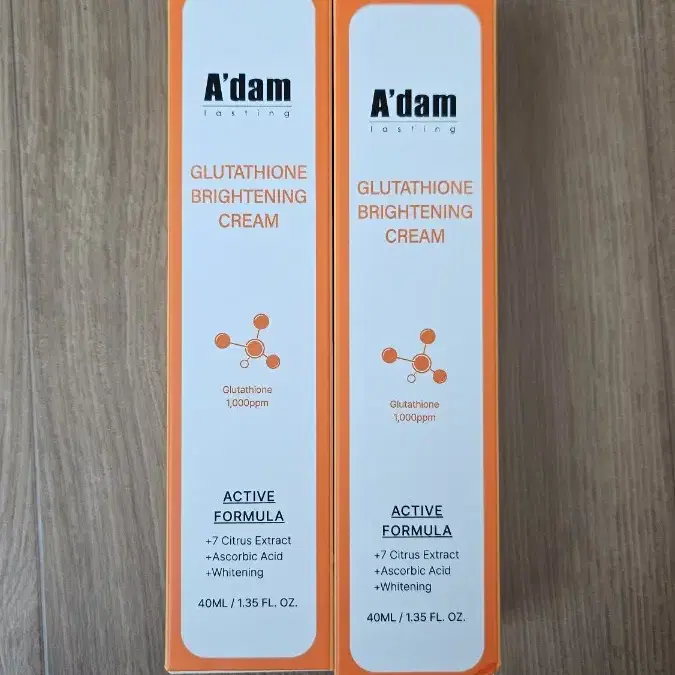 A'dam
lasting
GLUTATHIONE
BRIGHTENING
CREAM
Glutathione
1,000ppm
ACTIVE
FORMULA
+7 Citrus Extract
+Ascorbic Acid
+Whitening
40ML / 1.35 FL. OZ.
A'dam
lasting
GLUTATHIONE
BRIGHTENING
CREAM
Glutathione
1,000ppm
ACTIVE
FORMULA
+7 Citrus Extract
+Ascorbic Acid
+Whitening
40ML / 1.35 FL. OZ.